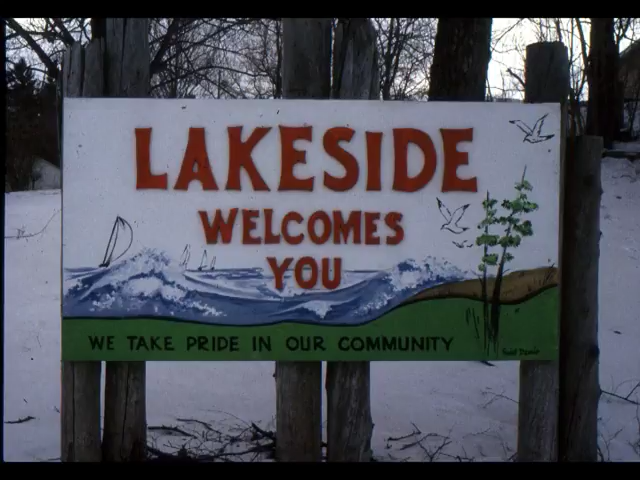 LAKESIDE
WELCOMES
YOU
WE TAKE PRIDE IN OUR COMMUNITY